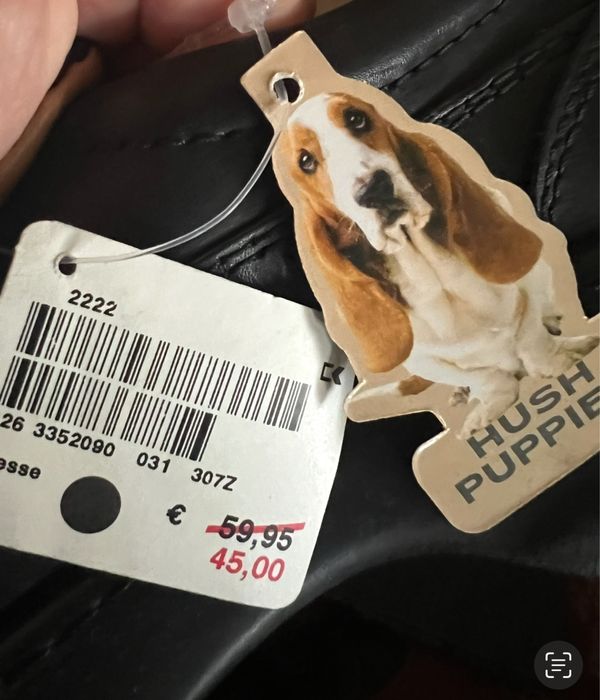 2222
26 3352090 031 307Z
esse
€ 59,95
45,00
HUSH
PUPPIE